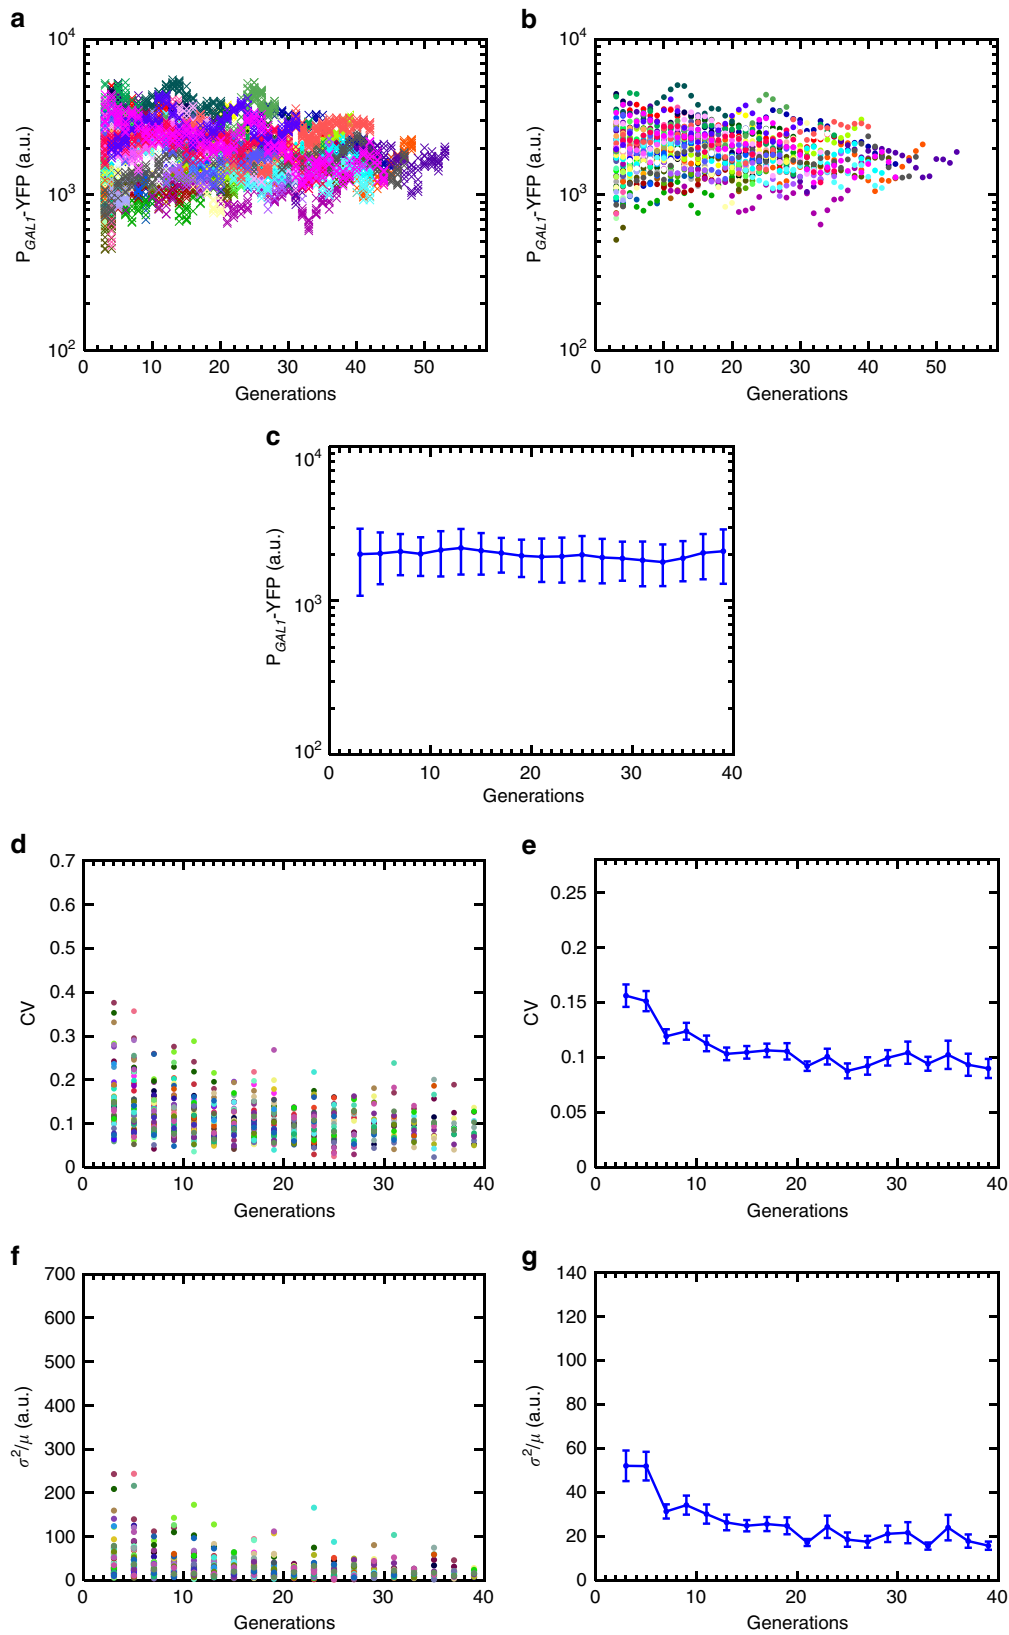 a
10^4
10^3
10^2
P_GAL1-YFP (a.u.)
0 10 20 30 40 50
Generations
b
10^4
10^3
10^2
P_GAL1-YFP (a.u.)
0 10 20 30 40 50
Generations
c
10^4
10^3
10^2
P_GAL1-YFP (a.u.)
0 10 20 30 40
Generations
d
0.7
0.6
0.5
0.4
0.3
0.2
0.1
0
CV
0 10 20 30 40
Generations
e
0.25
0.2
0.15
0.1
0.05
0
CV
0 10 20 30 40
Generations
f
700
600
500
400
300
200
100
0
σ²/μ (a.u.)
0 10 20 30 40
Generations
g
140
120
100
80
60
40
20
0
σ²/μ (a.u.)
0 10 20 30 40
Generations